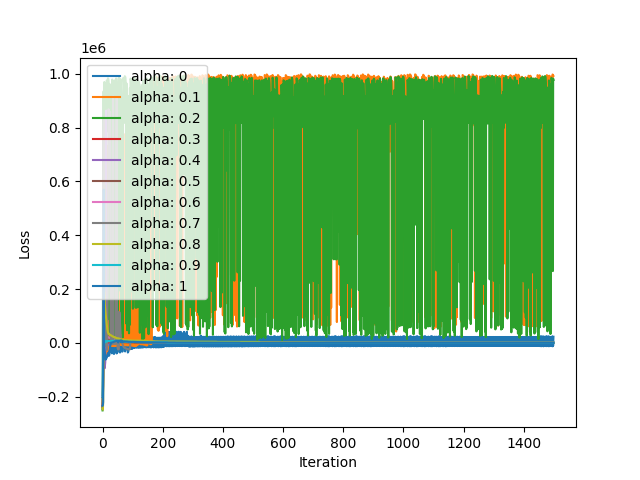 1e6
1.0
0.8
0.6
0.4
0.2
0.0
−0.2
Loss
alpha: 0
alpha: 0.1
alpha: 0.2
alpha: 0.3
alpha: 0.4
alpha: 0.5
alpha: 0.6
alpha: 0.7
alpha: 0.8
alpha: 0.9
alpha: 1
0 200 400 600 800 1000 1200 1400
Iteration